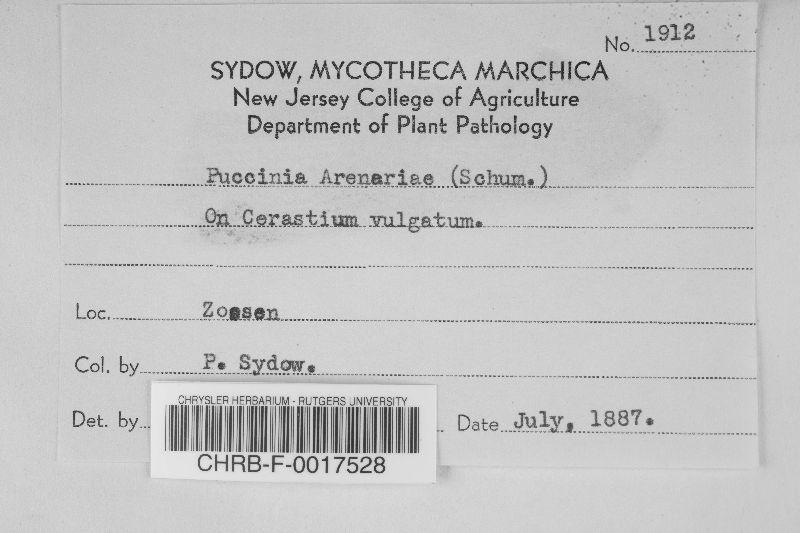 No. 1912
SYDOW, MYCOTHECA MARCHICA
New Jersey College of Agriculture
Department of Plant Pathology
Puccinia Arenariae (Schum.)
On Cerastium vulgatum.
Loc. Zossen
Col. by P. Sydow.
Det. by
Date July, 1887.
CHRYSLER HERBARIUM - RUTGERS UNIVERSITY
CHRB-F-0017528